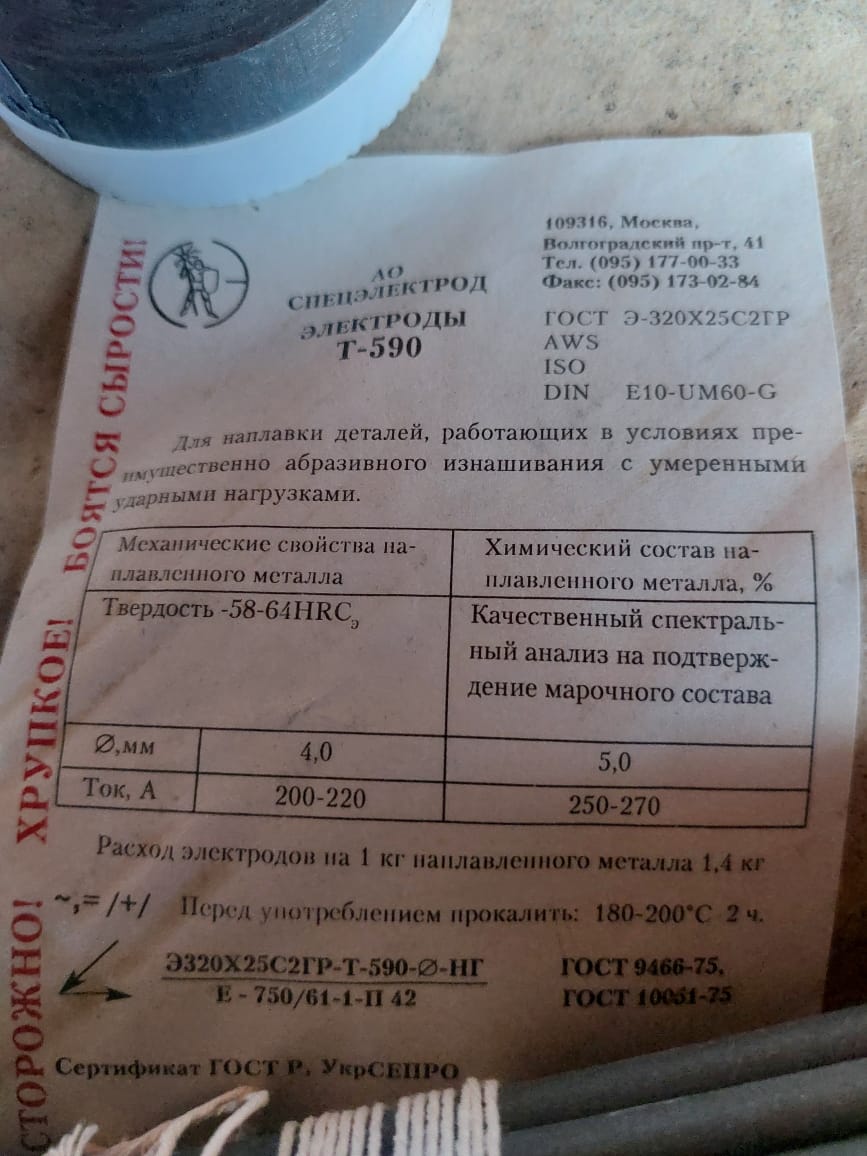 СТОРОЖНО! ХРУПКОЕ! БОЯТСЯ СЫРОСТИ!
АО
СПЕЦЭЛЕКТРОД
ЭЛЕКТРОДЫ
Т-590
109316, Москва,
Волгоградский пр-т, 41
Тел. (095) 177-00-33
Факс: (095) 173-02-84
ГОСТ Э-320Х25С2ГР
AWS
ISO
DIN E10-UM60-G
Для наплавки деталей, работающих в условиях пре-
имущественно абразивного изнашивания с умеренными
ударными нагрузками.
Механические свойства на-
плавленного металла
Химический состав на-
плавленного металла, %
Твердость -58-64HRCэ
Качественный спектраль-
ный анализ на подтверж-
дение марочного состава
∅,мм 4,0 5,0
Ток, А 200-220 250-270
Расход электродов на 1 кг наплавленного металла 1,4 кг
~,= /+/ Перед употреблением прокалить: 180-200°С 2 ч.
Э320Х25С2ГР-Т-590-∅-НГ
Е - 750/61-1-П 42
ГОСТ 9466-75,
ГОСТ 10051-75
Сертификат ГОСТ Р, УкрСЕПРО